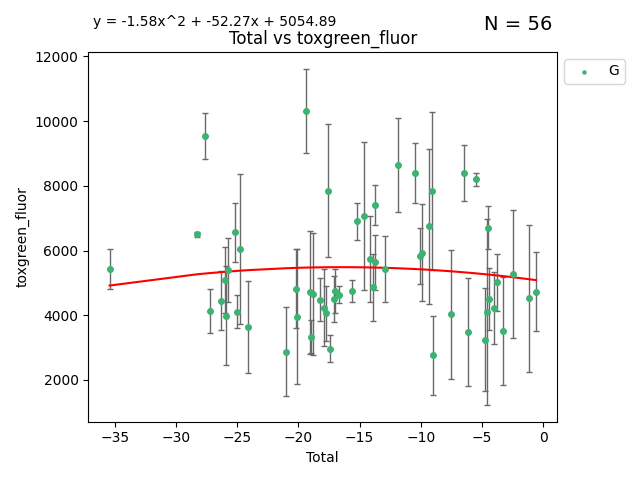 y = -1.58x^2 + -52.27x + 5054.89
N = 56
Total vs toxgreen_fluor
G
toxgreen_fluor
12000
10000
8000
6000
4000
2000
−35 −30 −25 −20 −15 −10 −5 0
Total